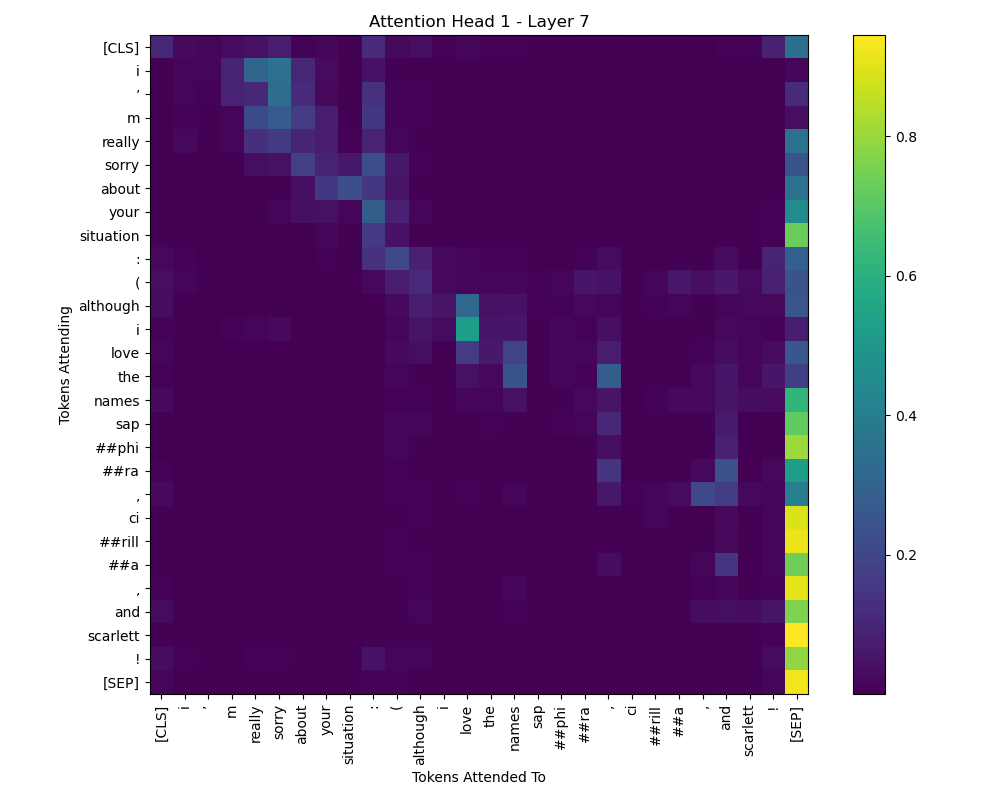 Attention Head 1 - Layer 7
Tokens Attending
[CLS]
i
’
m
really
sorry
about
your
situation
:
(
although
i
love
the
names
sap
##phi
##ra
,
ci
##rill
##a
,
and
scarlett
!
[SEP]
[CLS]
i
’
m
really
sorry
about
your
situation
:
(
although
i
love
the
names
sap
##phi
##ra
,
ci
##rill
##a
,
and
scarlett
!
[SEP]
Tokens Attended To
0.8
0.6
0.4
0.2